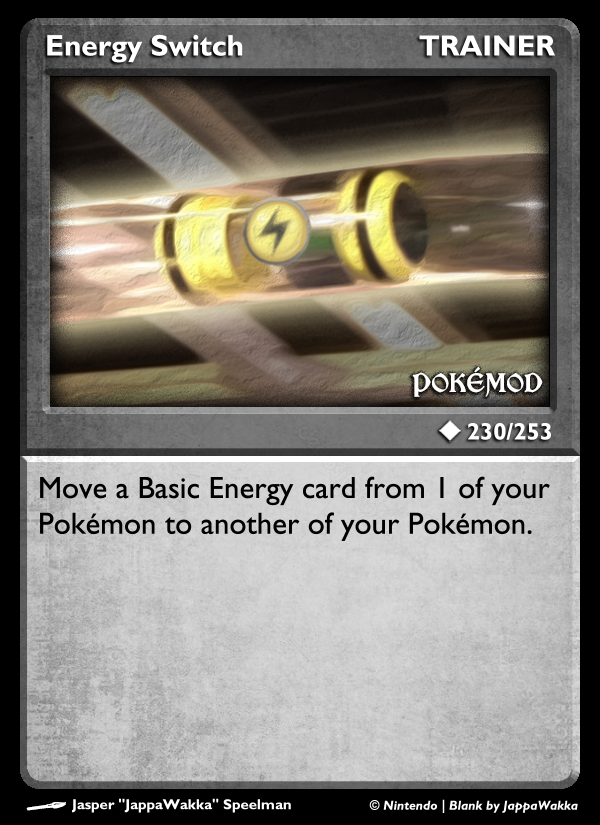 Energy Switch TRAINER
POKÉMOD
230/253
Move a Basic Energy card from 1 of your
Pokémon to another of your Pokémon.
Jasper "JappaWakka" Speelman © Nintendo | Blank by JappaWakka